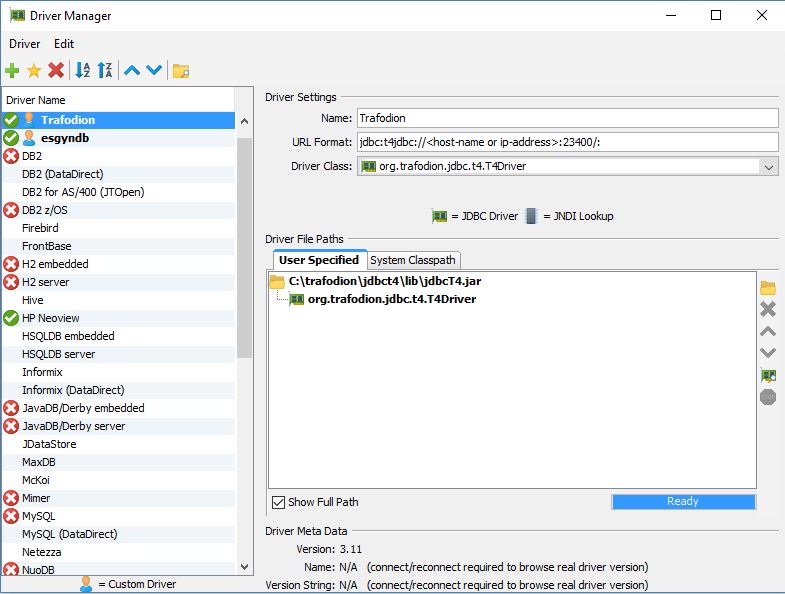 Driver Manager
Driver Edit
Driver Name
Trafodion
esgyndb
DB2
DB2 (DataDirect)
DB2 for AS/400 (JTOpen)
DB2 z/OS
Firebird
FrontBase
H2 embedded
H2 server
Hive
HP Neoview
HSQLDB embedded
HSQLDB server
Informix
Informix (DataDirect)
JavaDB/Derby embedded
JavaDB/Derby server
JDataStore
MaxDB
McKoi
Mimer
MySQL
MySQL (DataDirect)
Netezza
NuoDB
= Custom Driver
Driver Settings
Name: Trafodion
URL Format: jdbc:t4jdbc://<host-name or ip-address>:23400/:
Driver Class: org.trafodion.jdbc.t4.T4Driver
= JDBC Driver = JNDI Lookup
Driver File Paths
User Specified System Classpath
C:\trafodion\jdbct4\lib\jdbcT4.jar
org.trafodion.jdbc.t4.T4Driver
Show Full Path Ready
Driver Meta Data
Version: 3.11
Name: N/A (connect/reconnect required to browse real driver version)
Version String: N/A (connect/reconnect required to browse real driver version)